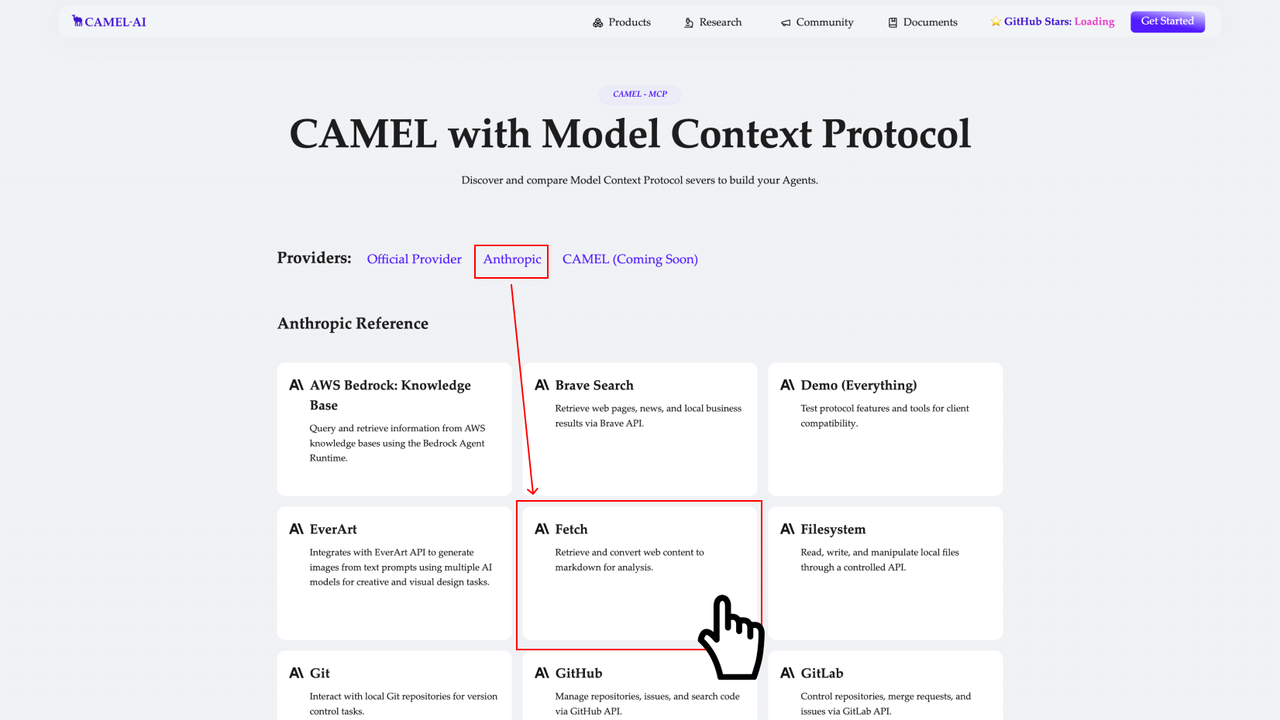 CAMEL-AI
Products
Research
Community
Documents
GitHub Stars: Loading
Get Started
CAMEL - MCP
CAMEL with Model Context Protocol
Discover and compare Model Context Protocol severs to build your Agents.
Providers:
Official Provider
Anthropic
CAMEL (Coming Soon)
Anthropic Reference
AWS Bedrock: Knowledge
Base
Query and retrieve information from AWS
knowledge bases using the Bedrock Agent
Runtime.
Brave Search
Retrieve web pages, news, and local business
results via Brave API.
Demo (Everything)
Test protocol features and tools for client
compatibility.
EverArt
Integrates with EverArt API to generate
images from text prompts using multiple AI
models for creative and visual design tasks.
Fetch
Retrieve and convert web content to
markdown for analysis.
Filesystem
Read, write, and manipulate local files
through a controlled API.
Git
Interact with local Git repositories for version
control tasks.
GitHub
Manage repositories, issues, and search code
via GitHub API.
GitLab
Control repositories, merge requests, and
issues via GitLab API.